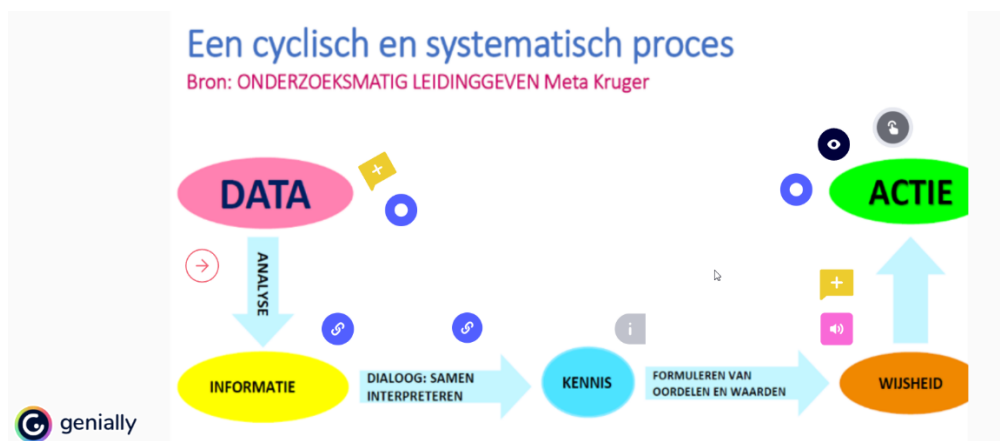 Een cyclisch en systematisch proces
Bron: ONDERZOEKSMATIG LEIDINGGEVEN Meta Kruger
DATA
ACTIE
ANALYSE
INFORMATIE
DIALOOG: SAMEN
INTERPRETEREN
KENNIS
FORMULEREN VAN
OORDELEN EN WAARDEN
WIJSHEID
genially